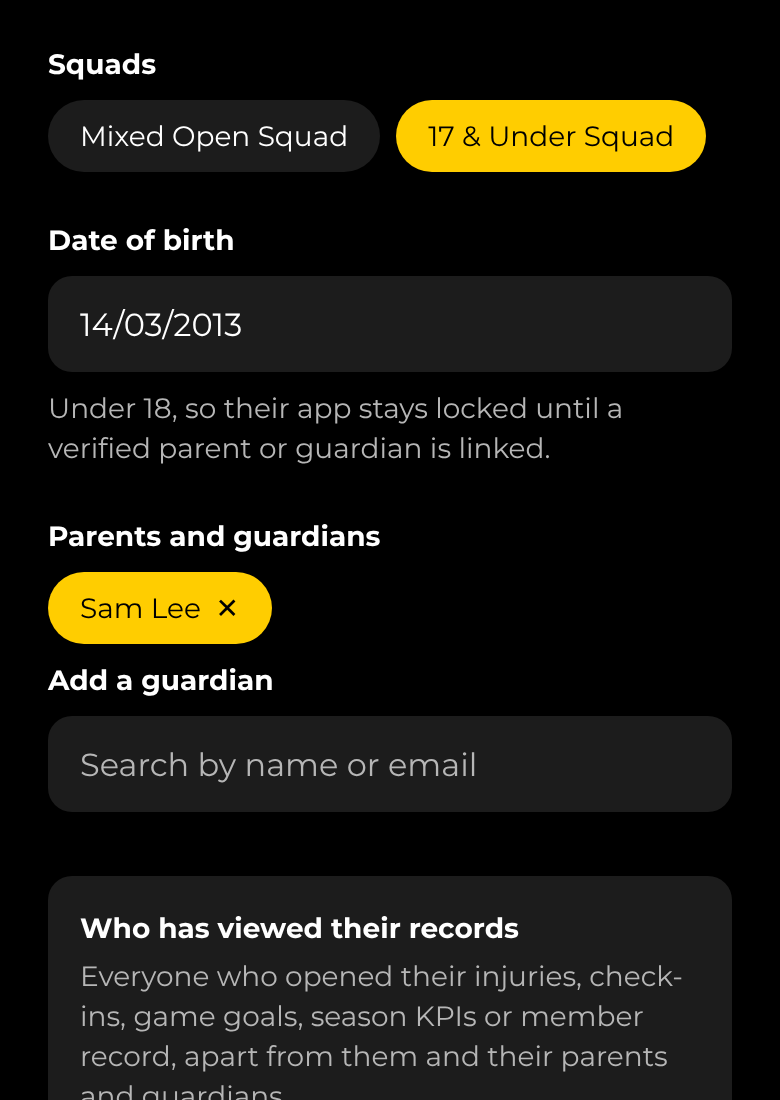 Squads
Mixed Open Squad 17 & Under Squad
Date of birth
14/03/2013
Under 18, so their app stays locked until a
verified parent or guardian is linked.
Parents and guardians
Sam Lee ✕
Add a guardian
Search by name or email
Who has viewed their records
Everyone who opened their injuries, check-
ins, game goals, season KPIs or member
record, apart from them and their parents
and guardians.